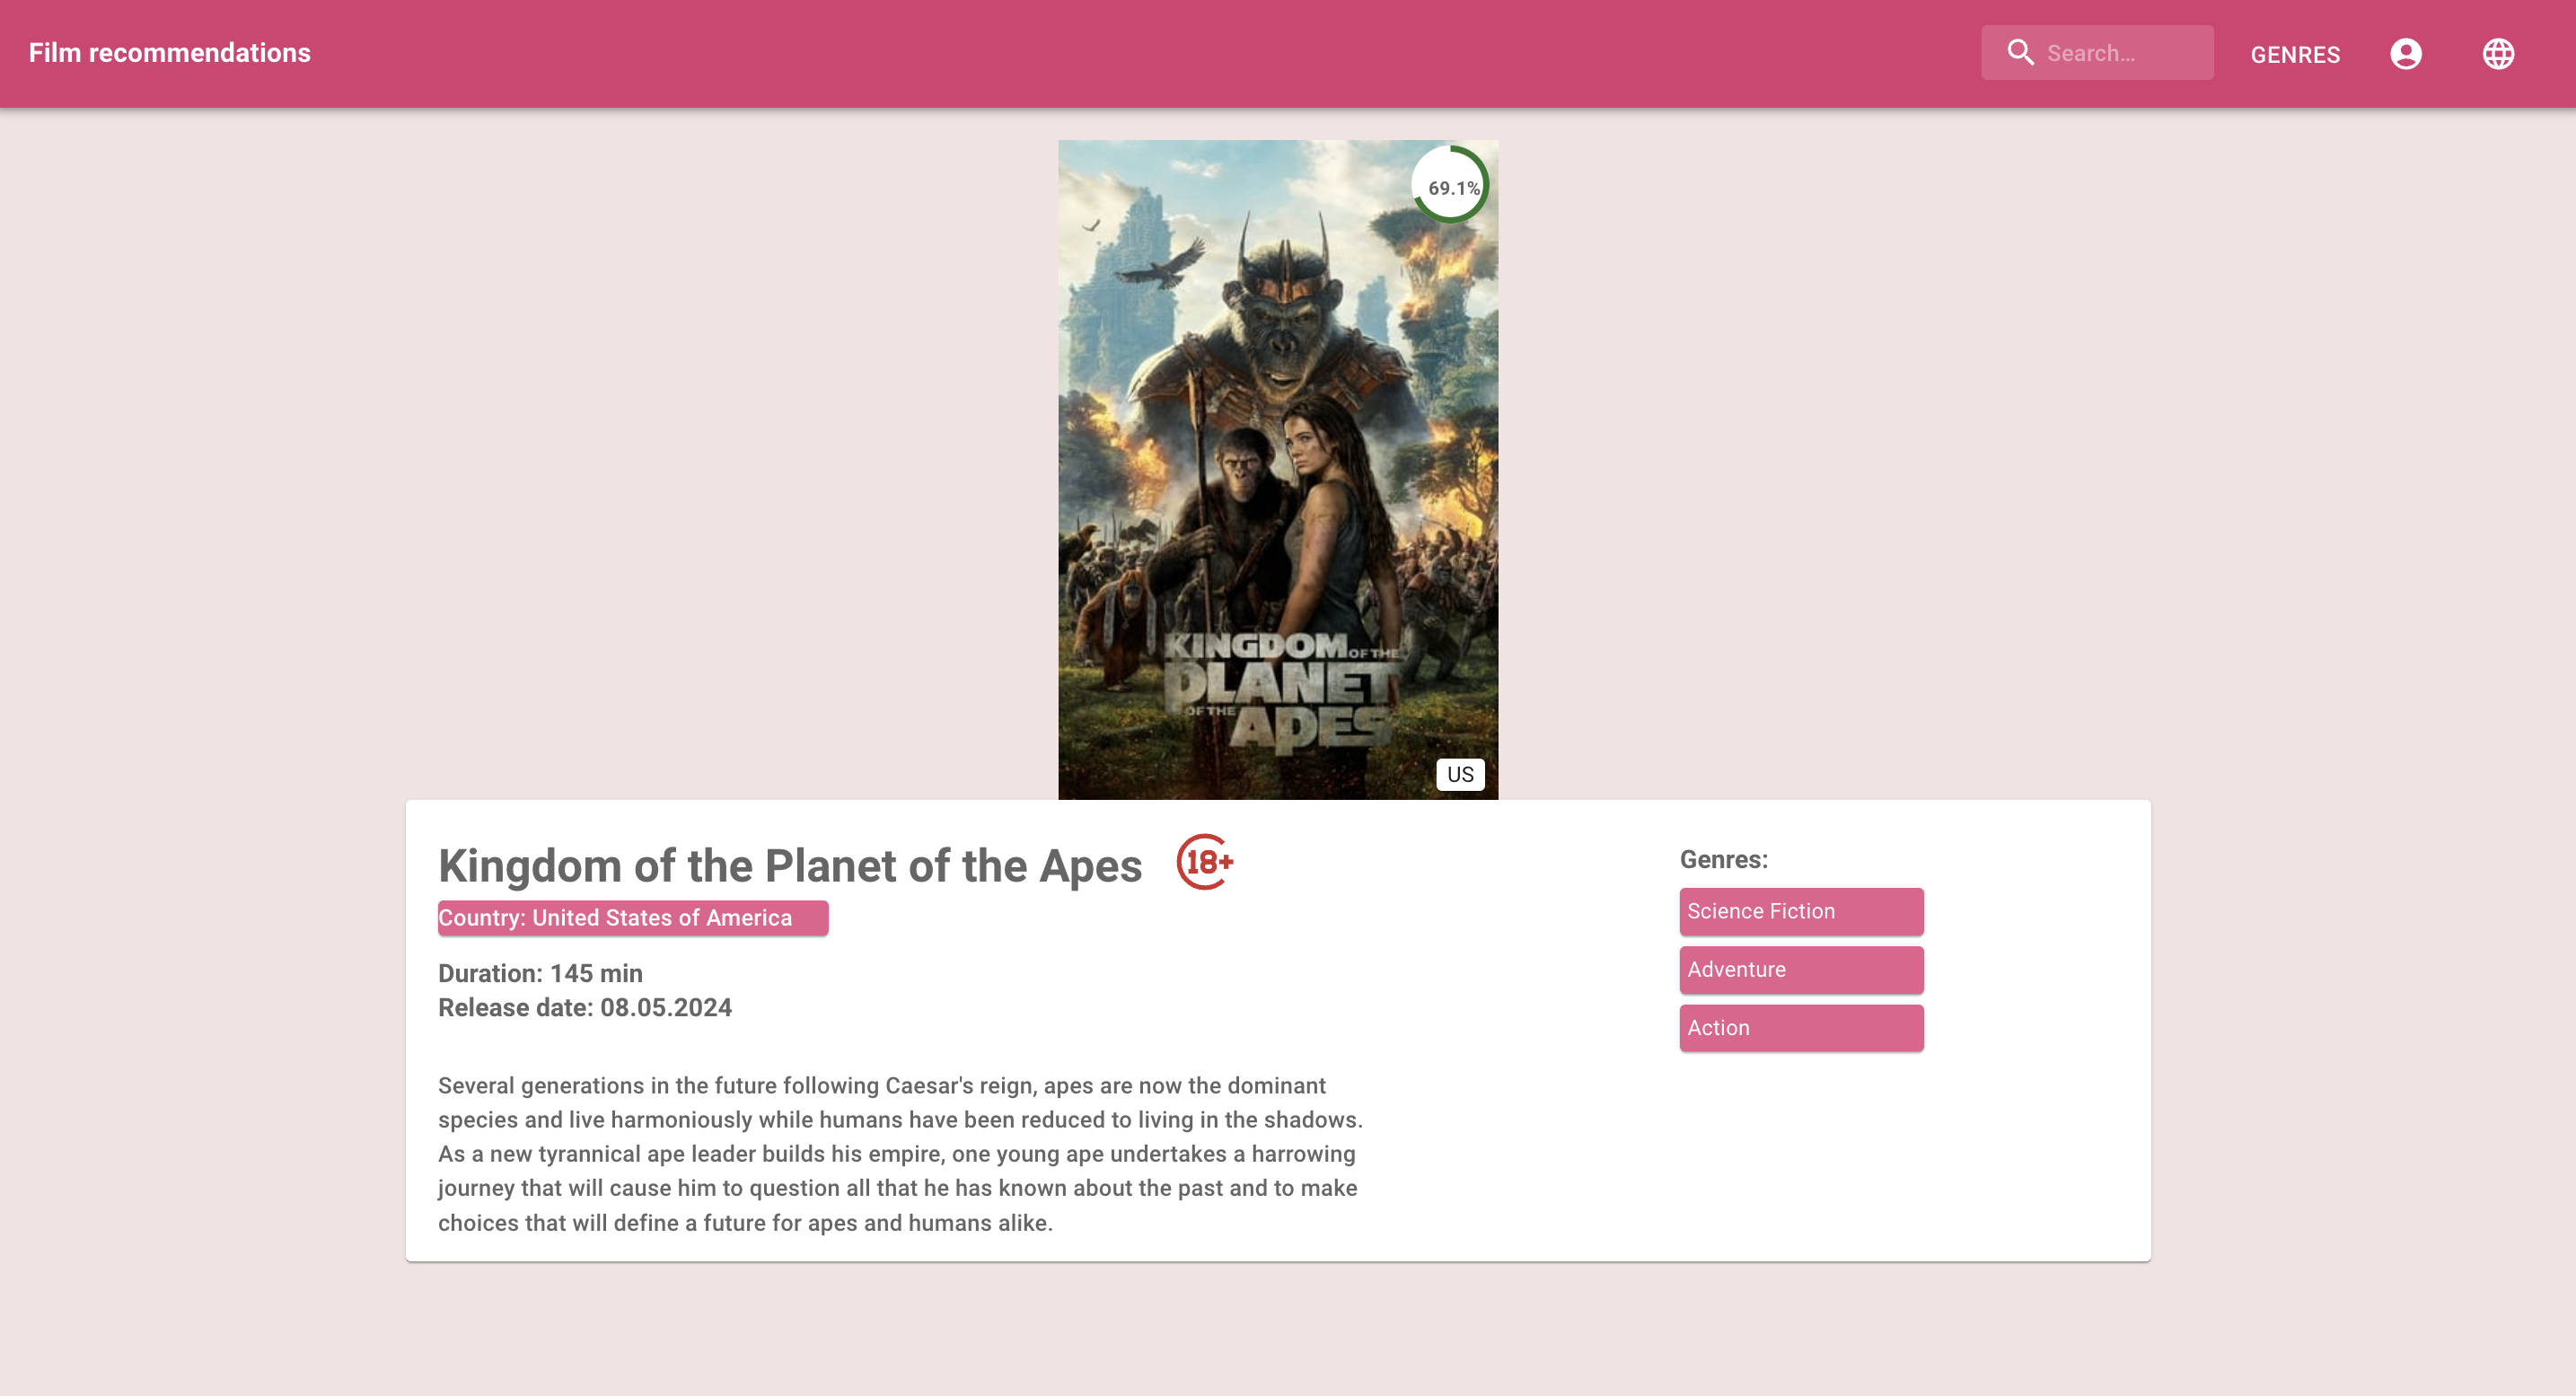 Film recommendations
Search...
GENRES
69.1%
KINGDOM OF THE
PLANET
OF THE APES
US
Kingdom of the Planet of the Apes
18+
Country: United States of America
Duration: 145 min
Release date: 08.05.2024
Several generations in the future following Caesar's reign, apes are now the dominant
species and live harmoniously while humans have been reduced to living in the shadows.
As a new tyrannical ape leader builds his empire, one young ape undertakes a harrowing
journey that will cause him to question all that he has known about the past and to make
choices that will define a future for apes and humans alike.
Genres:
Science Fiction
Adventure
Action